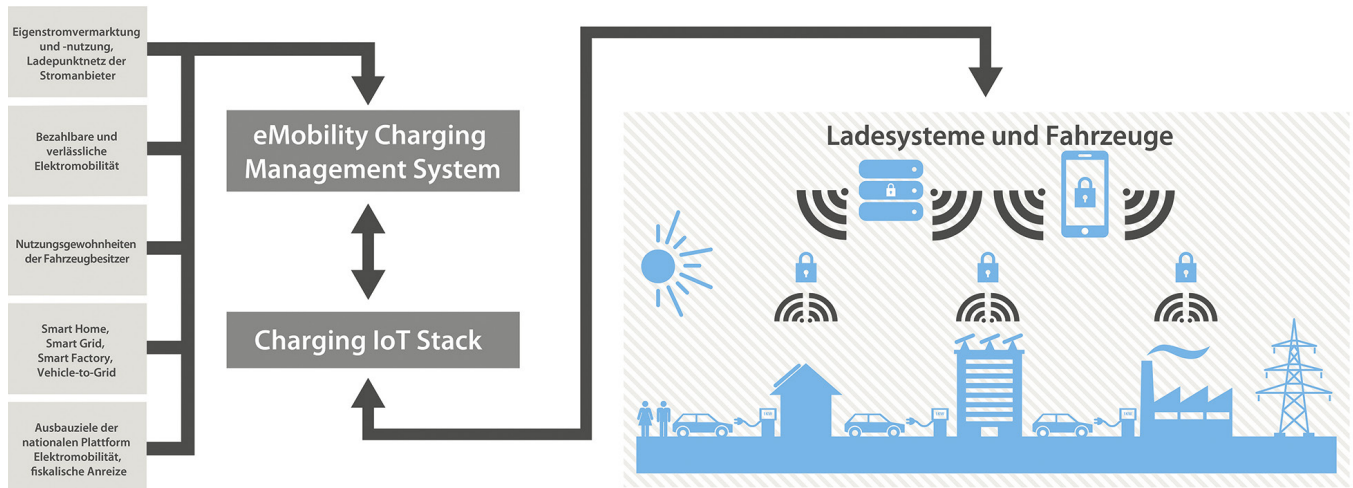 Eigenstromvermarktung
und -nutzung,
Ladepunktnetz der
Stromanbieter
Bezahlbare und
verlässliche
Elektromobilität
Nutzungsgewohnheiten
der Fahrzeugbesitzer
Smart Home,
Smart Grid,
Smart Factory,
Vehicle-to-Grid
Ausbauziele der
nationalen Plattform
Elektromobilität,
fiskalische Anreize
eMobility Charging
Management System
Charging IoT Stack
Ladesysteme und Fahrzeuge